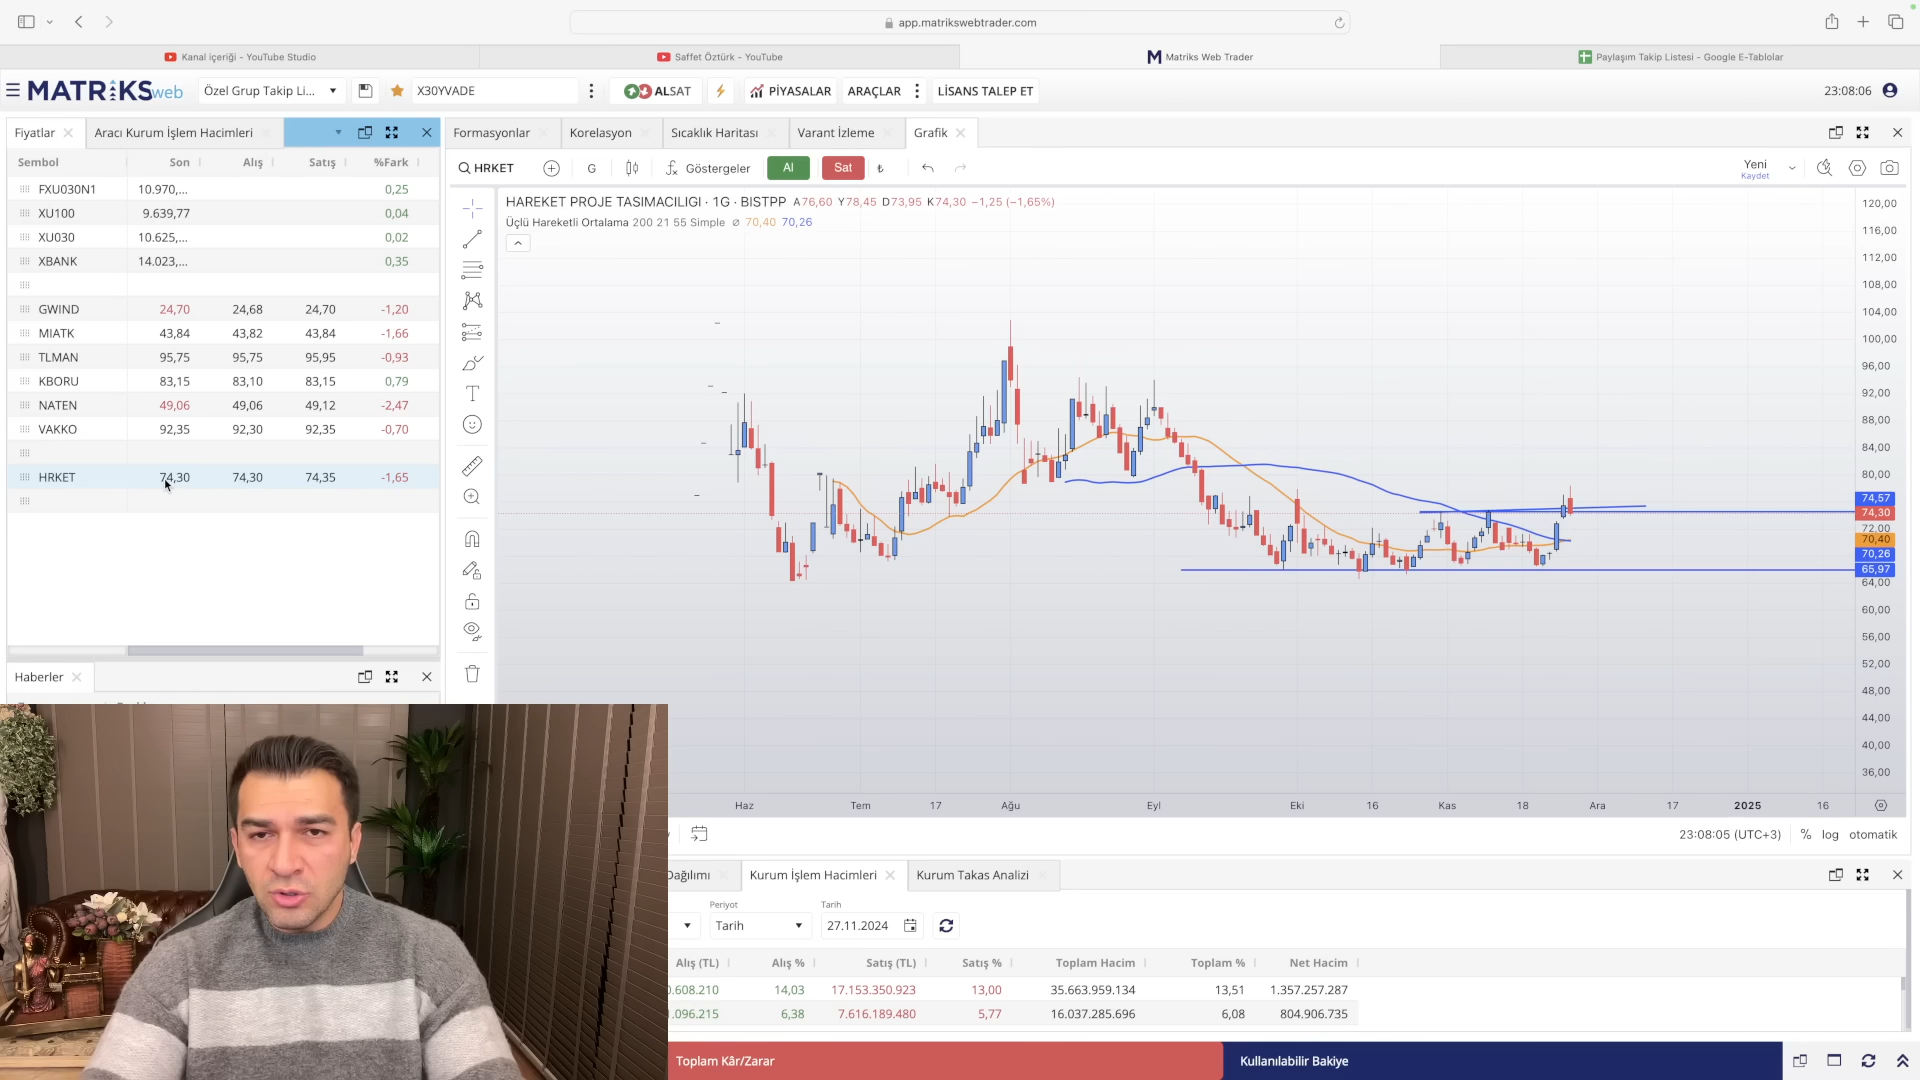 app.matrikswebtrader.com
Kanal içeriği - YouTube Studio
Saffet Öztürk - YouTube
Matriks Web Trader
Paylaşım Takip Listesi - Google E-Tablolar
MATRIKS web
Özel Grup Takip Li...
X30YVADE
ALSAT
PİYASALAR
ARAÇLAR
LİSANS TALEP ET
23:08:06
Fiyatlar
Aracı Kurum İşlem Hacimleri
Formasyonlar
Korelasyon
Sıcaklık Haritası
Varant İzleme
Grafik
Sembol Son Alış Satış %Fark
FXU030N1 10.970,... 0,25
XU100 9.639,77 0,04
XU030 10.625,... 0,02
XBANK 14.023,... 0,35
GWIND 24,70 24,68 24,70 -1,20
MIATK 43,84 43,82 43,84 -1,66
TLMAN 95,75 95,75 95,95 -0,93
KBORU 83,15 83,10 83,15 0,79
NATEN 49,06 49,06 49,12 -2,47
VAKKO 92,35 92,30 92,35 -0,70
HRKET 74,30 74,30 74,35 -1,65
Haberler
HRKET
G
Göstergeler
Al
Sat
₺
Yeni
Kaydet
HAREKET PROJE TASIMACILIGI · 1G · BISTPP A76,60 Y78,45 D73,95 K74,30 −1,25 (−1,65%)
Üçlü Hareketli Ortalama 200 21 55 Simple ∅ 70,40 70,26
120,00
116,00
112,00
108,00
104,00
100,00
96,00
92,00
88,00
84,00
80,00
74,57
74,30
72,00
70,40
70,26
65,97
64,00
60,00
56,00
52,00
48,00
44,00
40,00
36,00
Haz Tem 17 Ağu Eyl Eki 16 Kas 18 Ara 17 2025 16
23:08:05 (UTC+3) % log otomatik
Dağılımı
Kurum İşlem Hacimleri
Kurum Takas Analizi
Periyot
Tarih
Tarih
27.11.2024
Alış (TL) Alış % Satış (TL) Satış % Toplam Hacim Toplam % Net Hacim
.608.210 14,03 17.153.350.923 13,00 35.663.959.134 13,51 1.357.257.287
.096.215 6,38 7.616.189.480 5,77 16.037.285.696 6,08 804.906.735
Toplam Kâr/Zarar
Kullanılabilir Bakiye